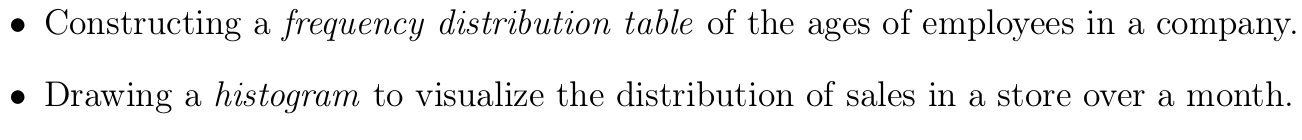 • Constructing a frequency distribution table of the ages of employees in a company.
• Drawing a histogram to visualize the distribution of sales in a store over a month.